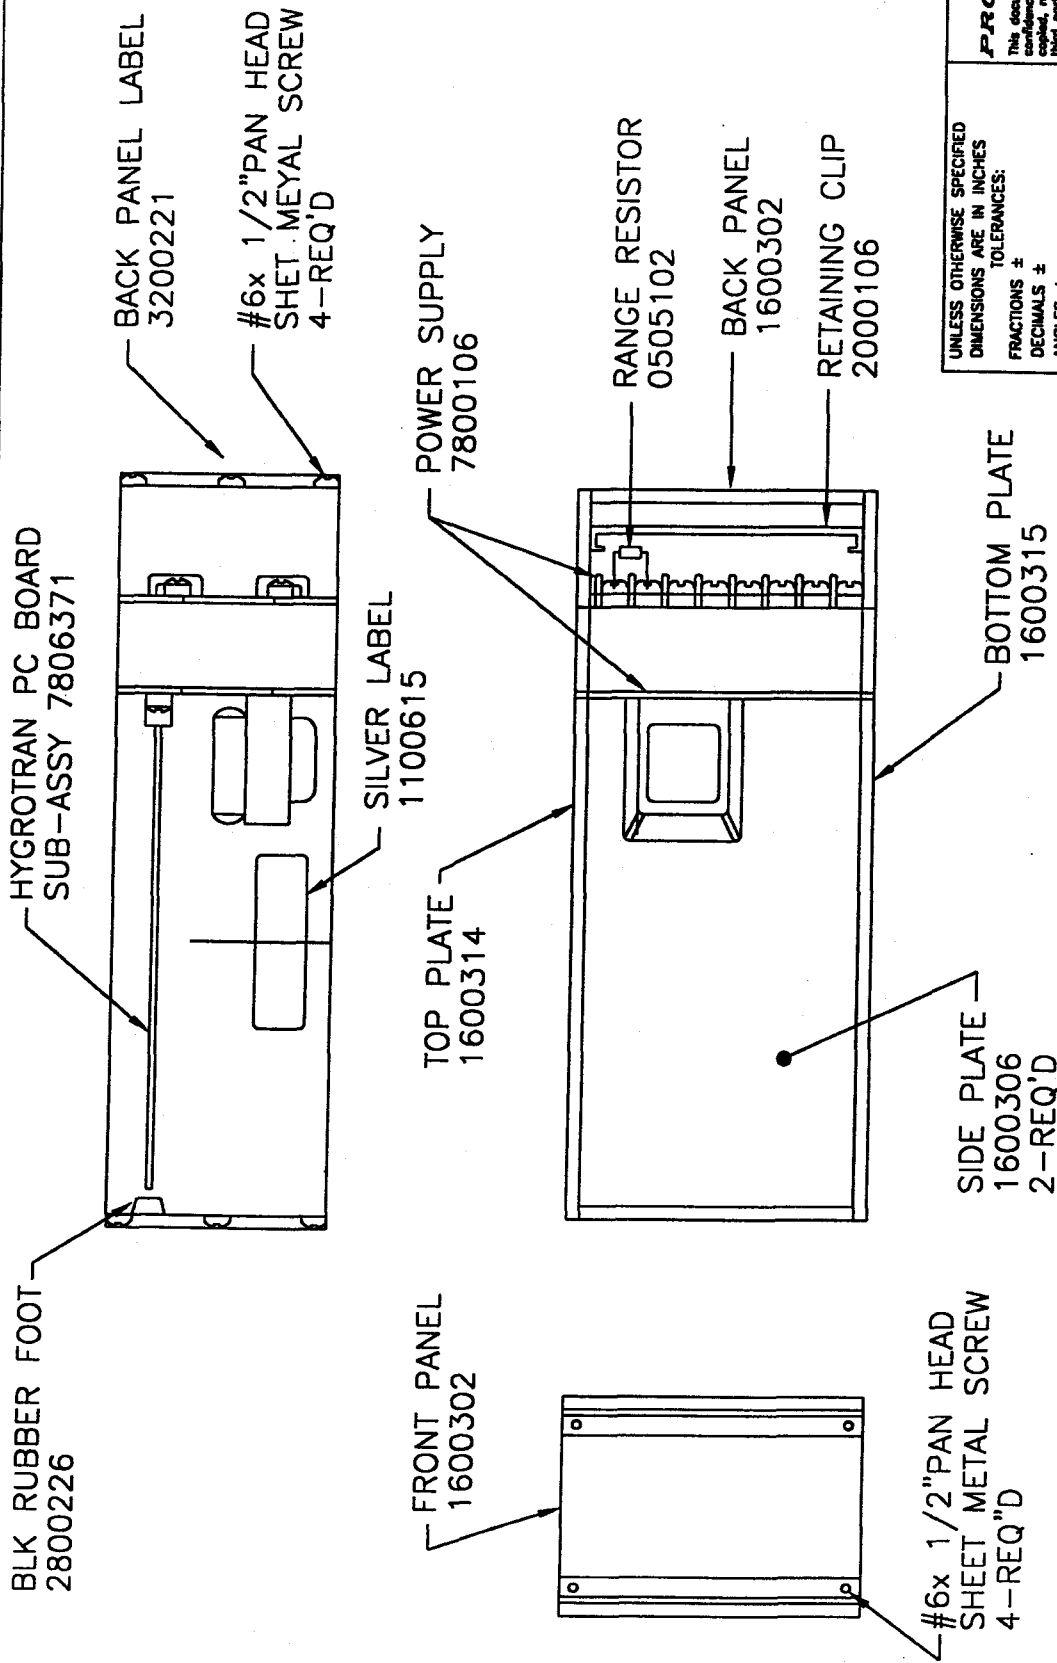 BLK RUBBER FOOT
2800226
HYGROTRAN PC BOARD
SUB-ASSY 7806371
BACK PANEL LABEL
3200221
#6x 1/2"PAN HEAD
SHET MEYAL SCREW
4-REQ'D
SILVER LABEL
1100615
FRONT PANEL
1600302
TOP PLATE
1600314
POWER SUPPLY
7800106
RANGE RESISTOR
0505102
BACK PANEL
1600302
RETAINING CLIP
2000106
#6x 1/2"PAN HEAD
SHEET METAL SCREW
4-REQ"D
SIDE PLATE
1600306
2-REQ'D
BOTTOM PLATE
1600315
UNLESS OTHERWISE SPECIFIED
DIMENSIONS ARE IN INCHES
TOLERANCES:
FRACTIONS ±
DECIMALS ±
This